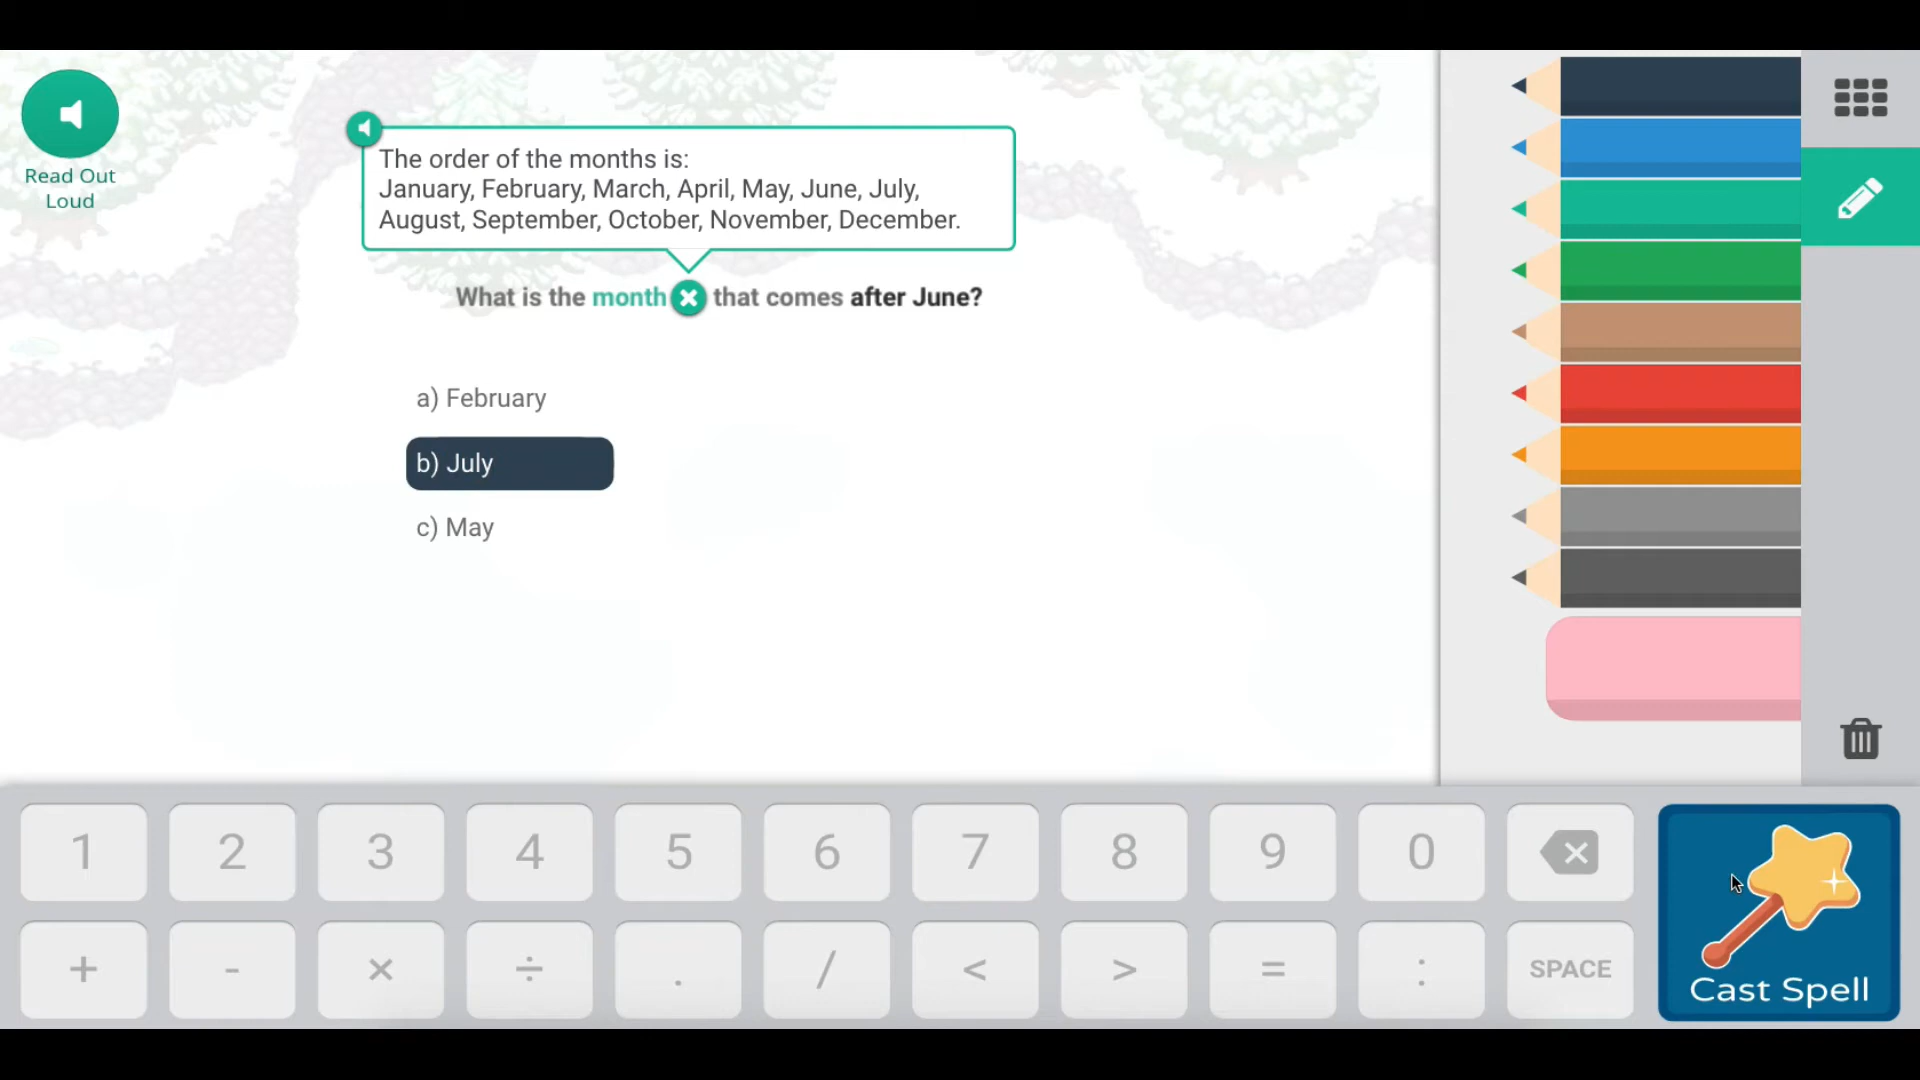 Read Out
Loud
The order of the months is:
January, February, March, April, May, June, July,
August, September, October, November, December.
What is the month that comes after June?
a) February
b) July
c) May
1 2 3 4 5 6 7 8 9 0
+ - × ÷ . / < > = : SPACE
Cast Spell